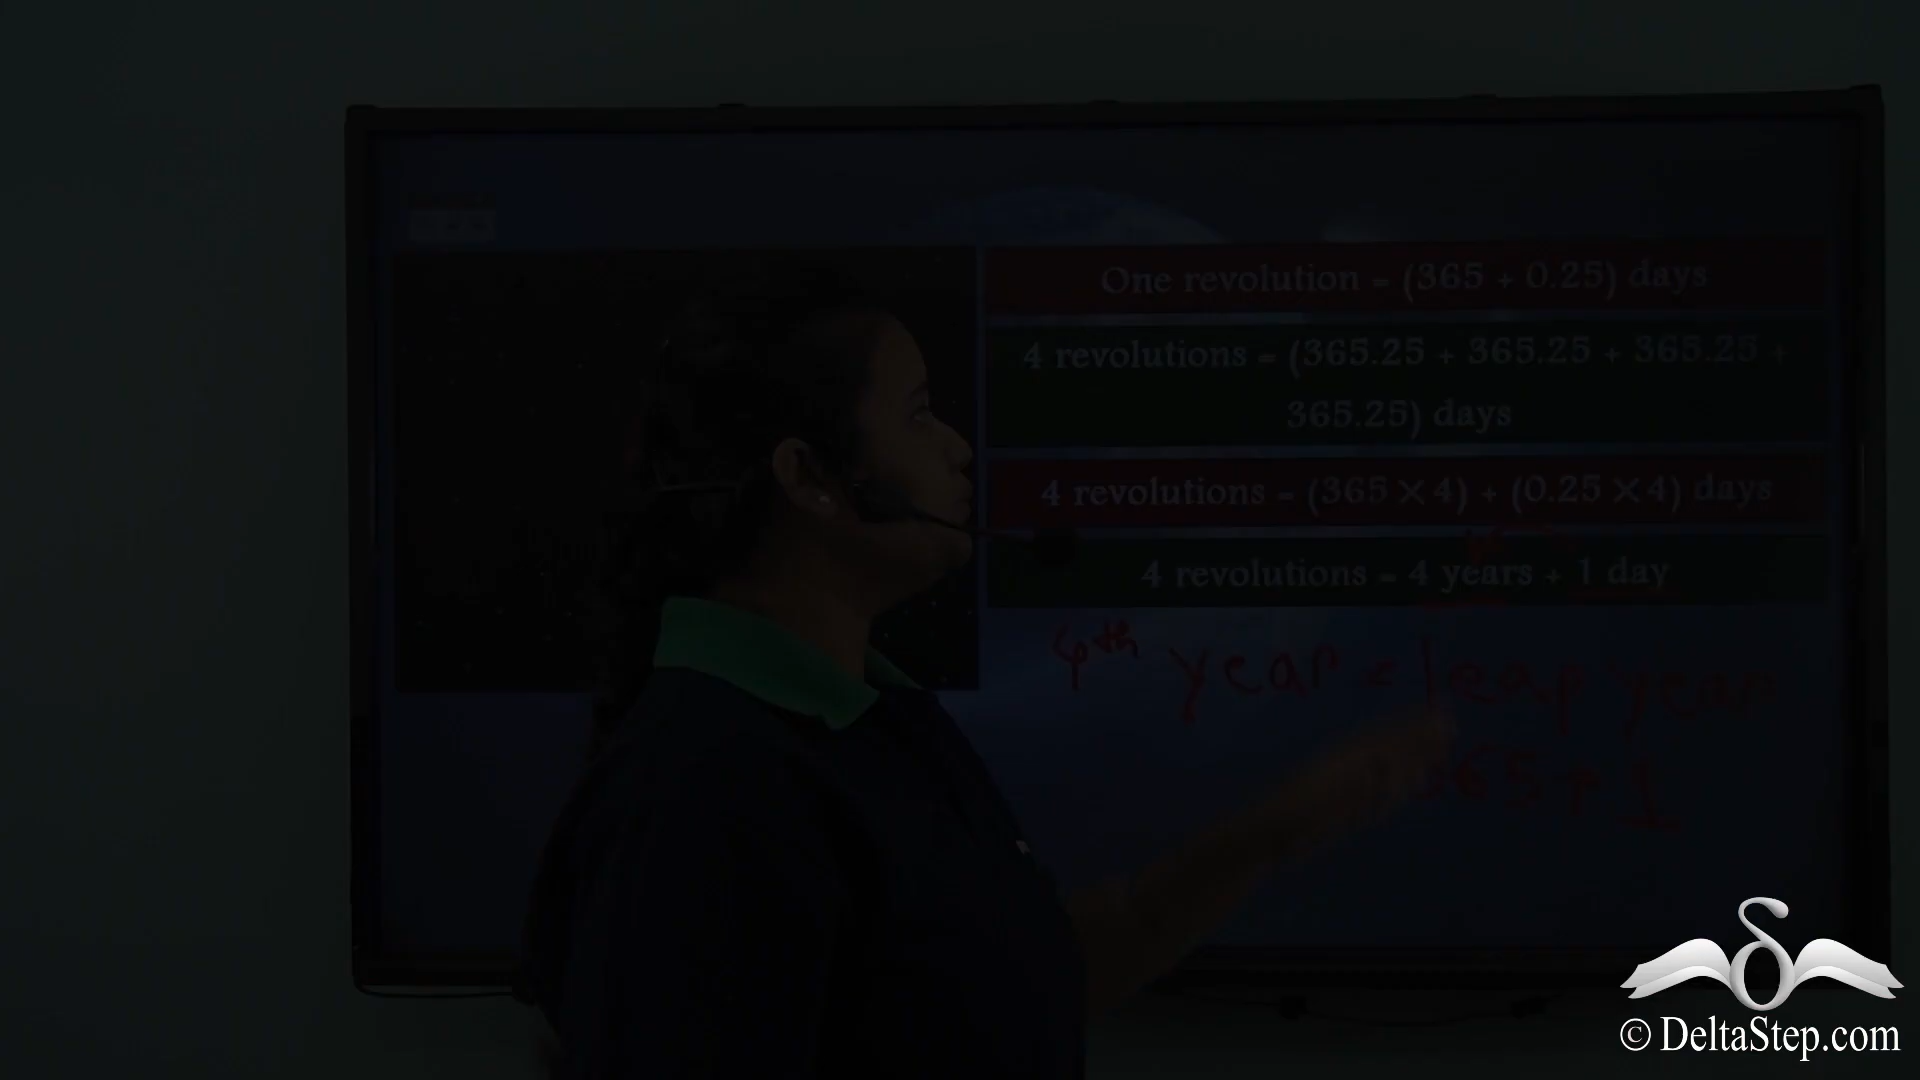 One revolution = (365 + 0.25) days
4 revolutions = (365.25 + 365.25 + 365.25 +
365.25) days
4 revolutions = (365 × 4) + (0.25 × 4) days
4 revolutions = 4 years + 1 day
4th year = leap year
365 + 1
© DeltaStep.com